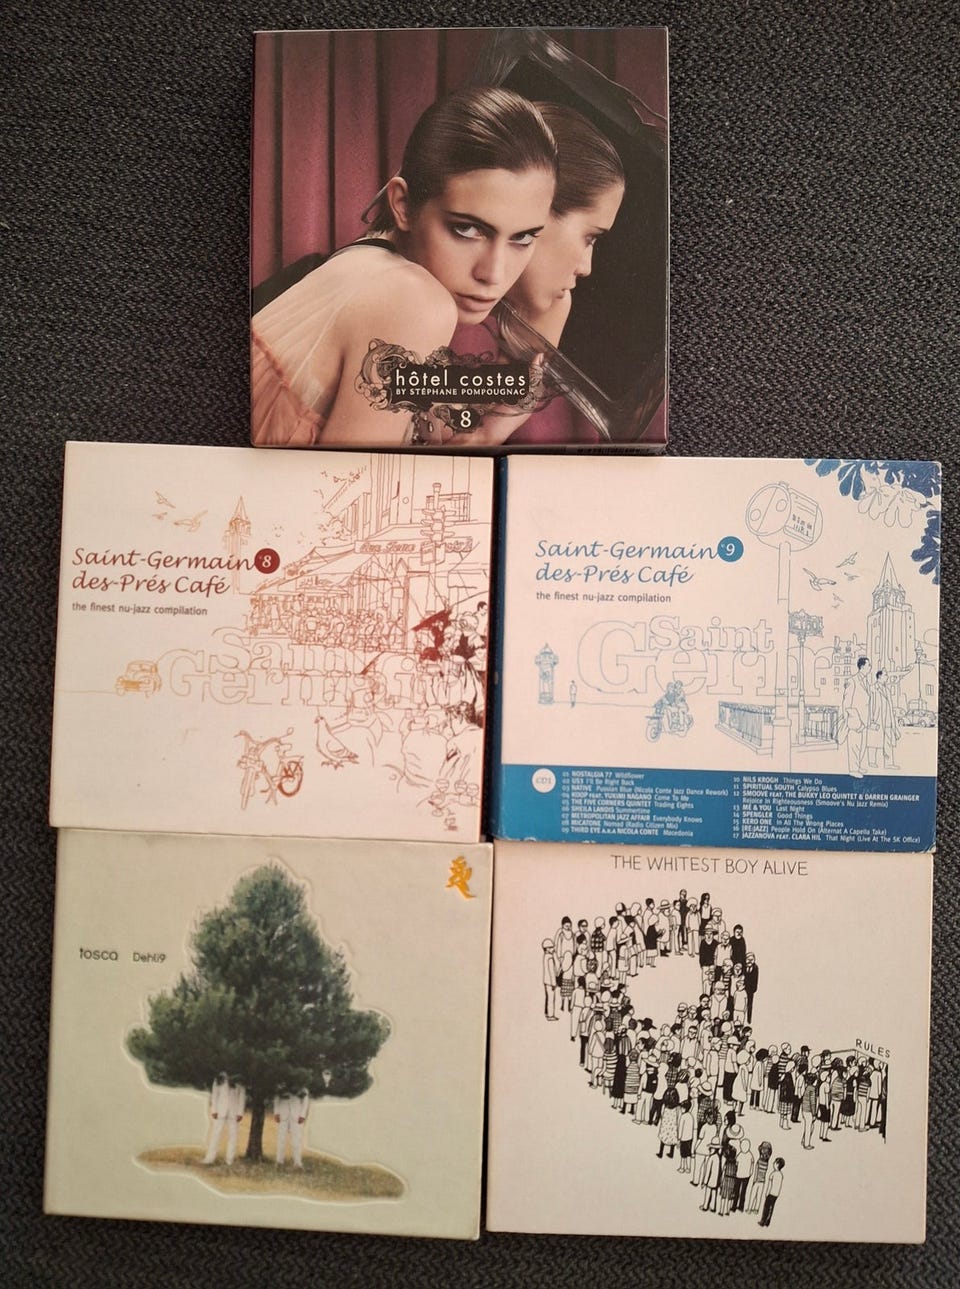 hôtel costes
BY STÉPHANE POMPOUGNAC
8
Saint-Germain
des-Prés Café
8
the finest nu-jazz compilation
Saint
Germain
Saint-Germain
des-Prés Café
9
the finest nu-jazz compilation
Saint
Germ
CD1
01 NOSTALGIA 77 Wildflower
02 US3 I'll Be Right Back
03 NATIVE Russian Blue (Nicola Conte Jazz Dance Rework)
04 KOOP FEAT. YUKIMI NAGANO Come To Me
05 THE FIVE CORNERS QUINTET Trading Eights
06 SHEILA LANDIS Summertime
07 METROPOLITAN JAZZ AFFAIR Everybody Knows
08 MICATONE Nomad (Radio Citizen Mix)
09 THIRD EYE A.K.A NICOLA CONTE Macedonia
10 NILS KROGH Things We Do
11 SPIRITUAL SOUTH Calypso Blues
12 SMOOVE FEAT. THE BUKKY LEO QUINTET & DARREN GRAINGER
Rejoice In Righteousness (Smoove's Nu Jazz Remix)
13 ME & YOU Last Night
14 SPENGLER Good Things
15 KERO ONE In All The Wrong Places
16 [RE:JAZZ] People Hold On (Alternat A Capella Take)
17 JAZZANOVA FEAT. CLARA HILL That Night (Live At The SK Office)
tosca Dehli9
THE WHITEST BOY ALIVE
RULES